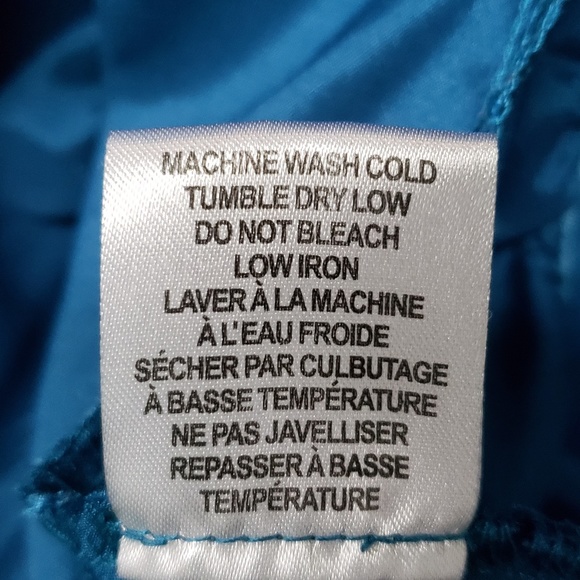 MACHINE WASH COLD
TUMBLE DRY LOW
DO NOT BLEACH
LOW IRON
LAVER À LA MACHINE
À L'EAU FROIDE
SÉCHER PAR CULBUTAGE
À BASSE TEMPÉRATURE
NE PAS JAVELLISER
REPASSER À BASSE
TEMPÉRATURE